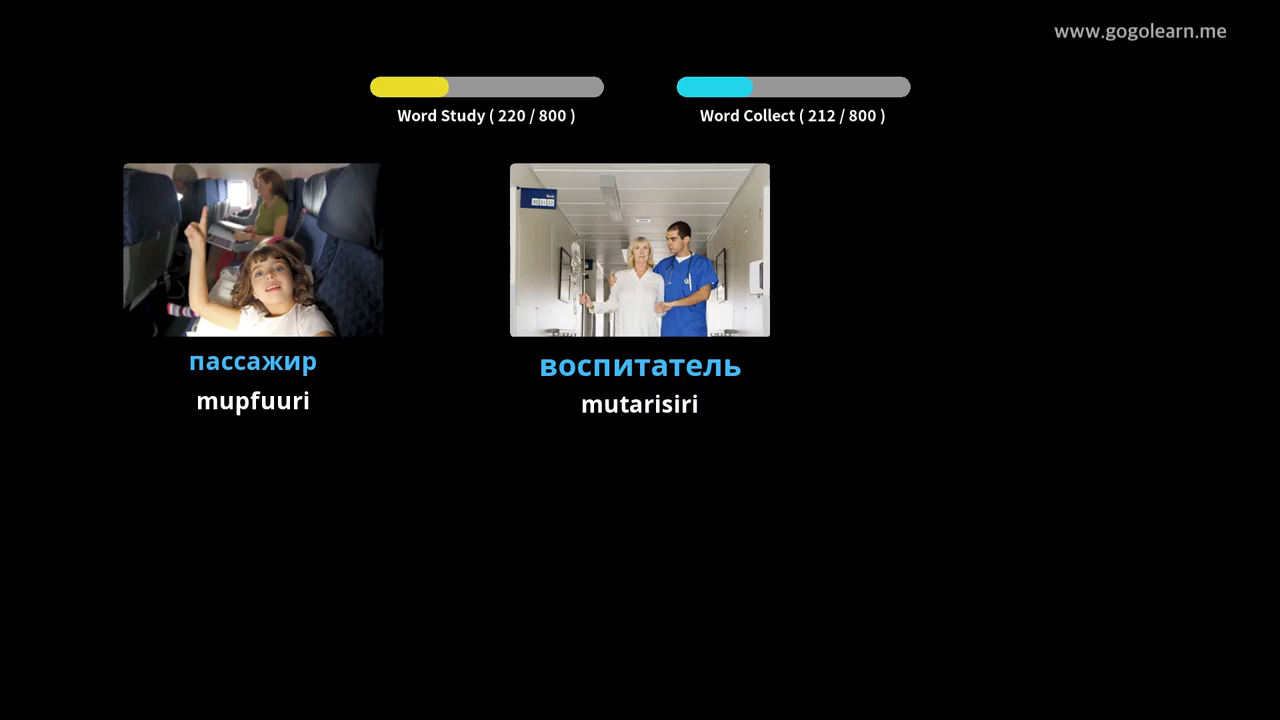 www.gogolearn.me
Word Study ( 220 / 800 )
Word Collect ( 212 / 800 )
пассажир
mupfuuri
воспитатель
mutarisiri